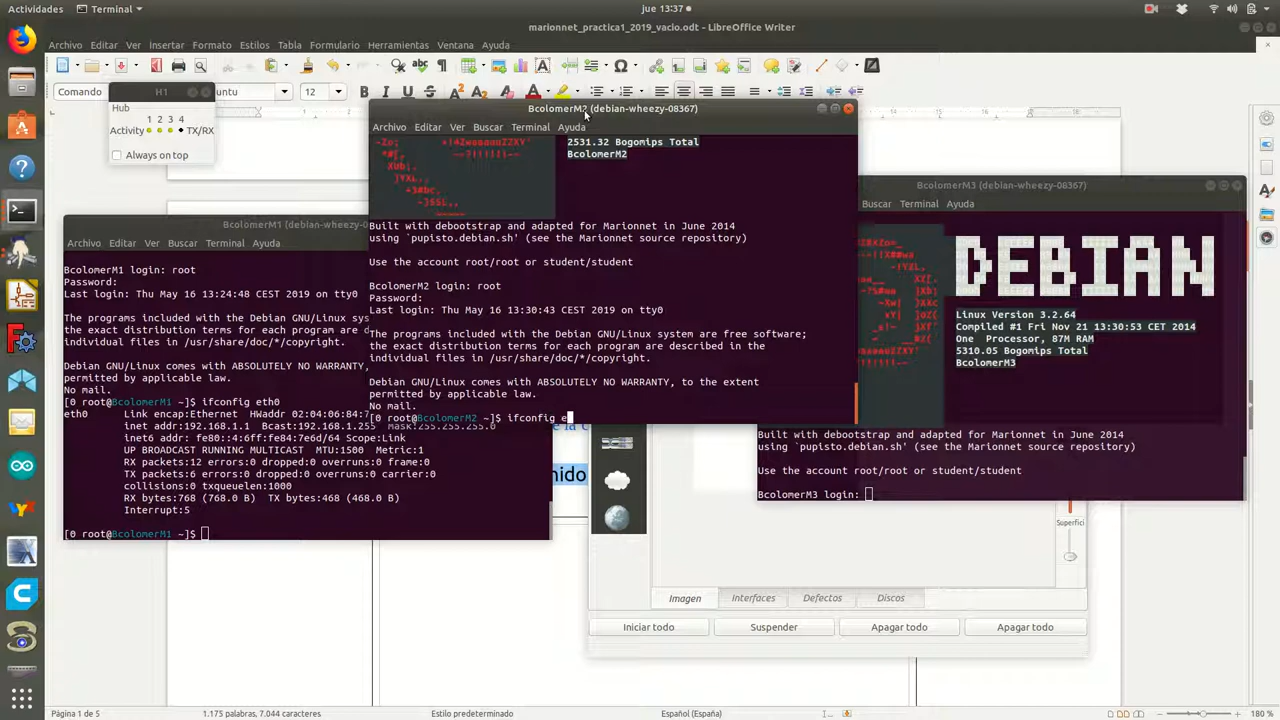 Actividades
Terminal
jue 13:37
marionnet_practica1_2019_vacio.odt - LibreOffice Writer
Archivo Editar Ver Insertar Formato Estilos Tabla Formulario Herramientas Ventana Ayuda
Comando
untu
12
H1
Hub
1 2 3 4
Activity TX/RX
Always on top
BcolomerM2 (debian-wheezy-08367)
Archivo Editar Ver Buscar Terminal Ayuda
2531.32 Bogomips Total
BcolomerM2
Built with debootstrap and adapted for Marionnet in June 2014
using `pupisto.debian.sh' (see the Marionnet source repository)
Use the account root/root or student/student
BcolomerM2 login: root
Password:
Last login: Thu May 16 13:30:43 CEST 2019 on tty0
The programs included with the Debian GNU/Linux system are free software;
the exact distribution terms for each program are described in the
individual files in /usr/share/doc/*/copyright.
Debian GNU/Linux comes with ABSOLUTELY NO WARRANTY, to the extent
permitted by applicable law.
No mail.
[0 root@BcolomerM2 ~]$ ifconfig e
BcolomerM1 (debian-wheezy-0
Archivo Editar Ver Buscar Terminal Ayuda
BcolomerM1 login: root
Password:
Last login: Thu May 16 13:24:48 CEST 2019 on tty0
The programs included with the Debian GNU/Linux sys
the exact distribution terms for each program are d
individual files in /usr/share/doc/*/copyright.
Debian GNU/Linux comes with ABSOLUTELY NO WARRANTY,
permitted by applicable law.
No mail.
[0 root@BcolomerM1 ~]$ ifconfig eth0
eth0 Link encap:Ethernet HWaddr 02:04:06:84:7
inet addr:192.168.1.1 Bcast:192.168.1.255 Mask:255.255.255.0
inet6 addr: fe80::4:6ff:fe84:7e6d/64 Scope:Link
UP BROADCAST RUNNING MULTICAST MTU:1500 Metric:1
RX packets:12 errors:0 dropped:0 overruns:0 frame:0
TX packets:6 errors:0 dropped:0 overruns:0 carrier:0
collisions:0 txqueuelen:1000
RX bytes:768 (768.0 B) TX bytes:468 (468.0 B)
Interrupt:5
[0 root@BcolomerM1 ~]$
BcolomerM3 (debian-wheezy-08367)
Buscar Terminal Ayuda
DEBIAN
Linux Version 3.2.64
Compiled #1 Fri Nov 21 13:30:53 CET 2014
One Processor, 87M RAM
5310.05 Bogomips Total
BcolomerM3
Built with debootstrap and adapted for Marionnet in June 2014
using `pupisto.debian.sh' (see the Marionnet source repository)
Use the account root/root or student/student
BcolomerM3 login:
nido
Superfici
Imagen Interfaces Defectos Discos
Iniciar todo Suspender Apagar todo Apagar todo
Página 1 de 5
1.175 palabras, 7.044 caracteres
Estilo predeterminado
Español (España)
180 %